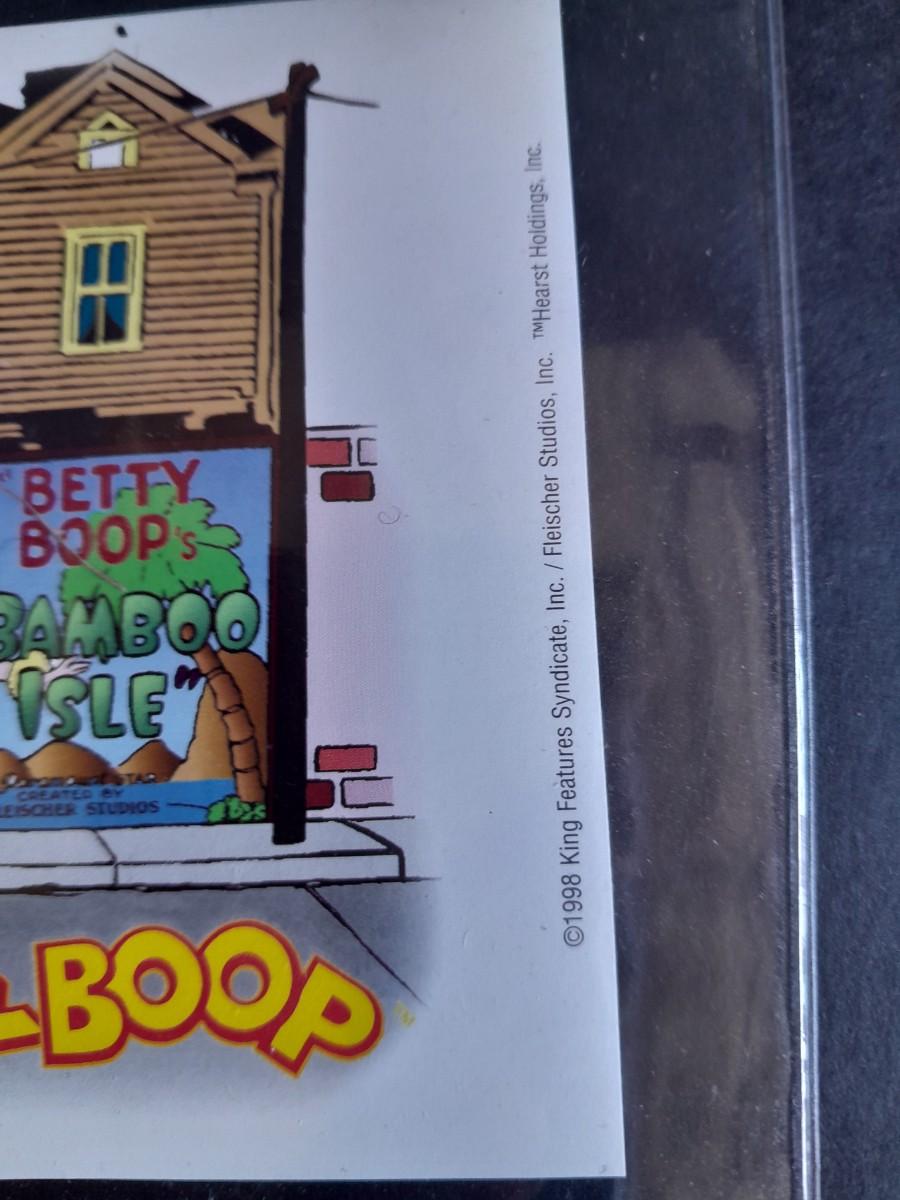 BETTY
BOOP's
BAMBOO
ISLE"
STAR
CREATED BY
FLEISCHER STUDIOS
BOOP
©1998 King Features Syndicate, Inc. / Fleischer Studios, Inc. ™Hearst Holdings, Inc.